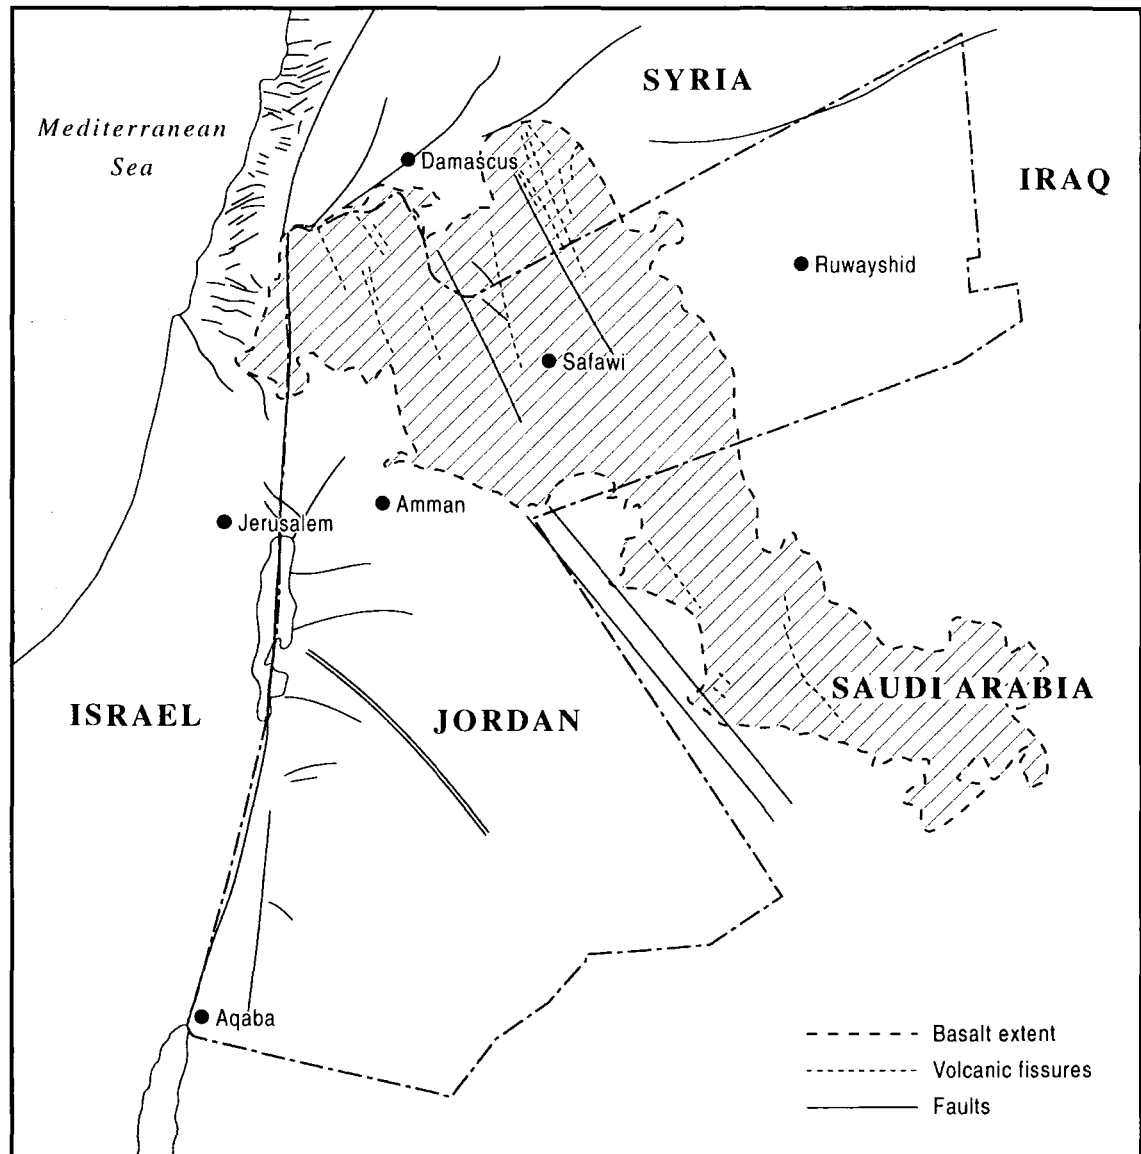 SYRIA
Mediterranean
Sea
Damascus
IRAQ
Ruwayshid
Safawi
Amman
Jerusalem
SAUDI ARABIA
ISRAEL
JORDAN
Aqaba
Basalt extent
Volcanic fissures
Faults